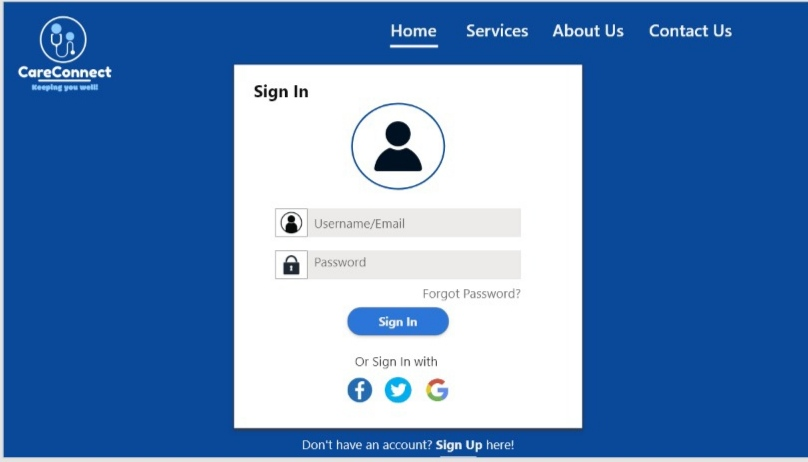 Home Services About Us Contact Us
CareConnect
Keeping you well!
Sign In
Username/Email
Password
Forgot Password?
Sign In
Or Sign In with
Don't have an account? Sign Up here!